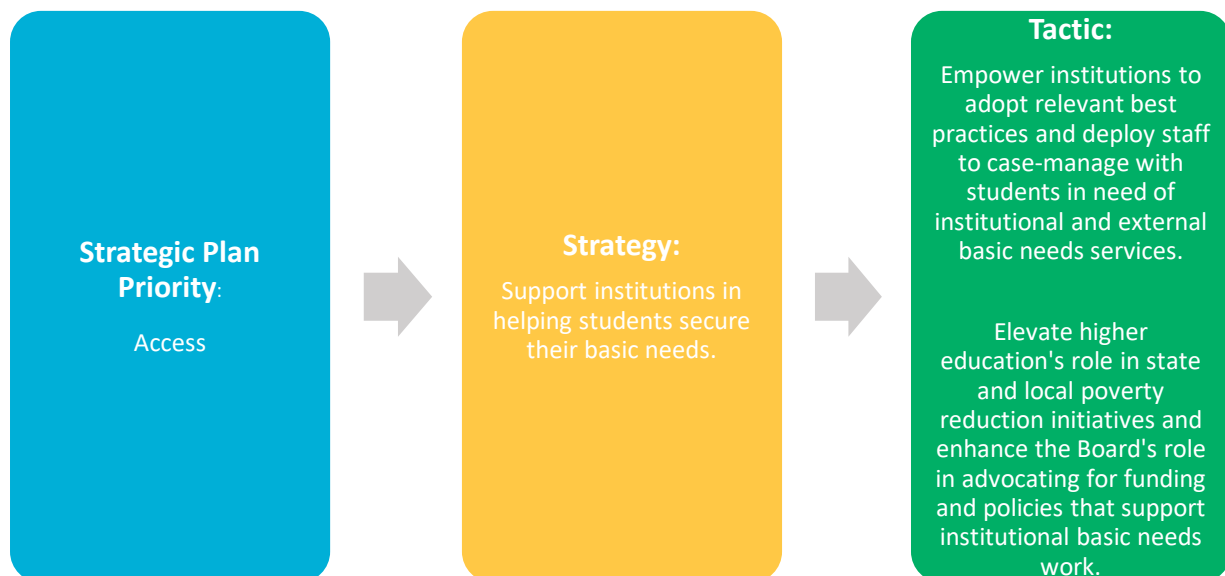 Strategic Plan
Priority:
Access
Strategy:
Support institutions in
helping students secure
their basic needs.
Tactic:
Empower institutions to
adopt relevant best
practices and deploy staff
to case-manage with
students in need of
institutional and external
basic needs services.
Elevate higher
education's role in state
and local poverty
reduction initiatives and
enhance the Board's role
in advocating for funding
and policies that support
institutional basic needs
work.